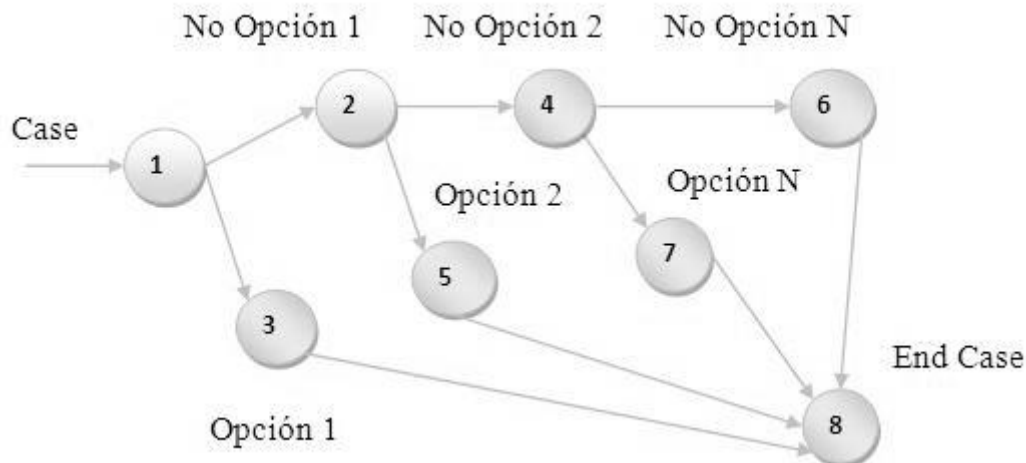 No Opción 1
No Opción 2
No Opción N
Case
1
2
4
6
Opción 2
Opción N
3
5
7
End Case
Opción 1
8